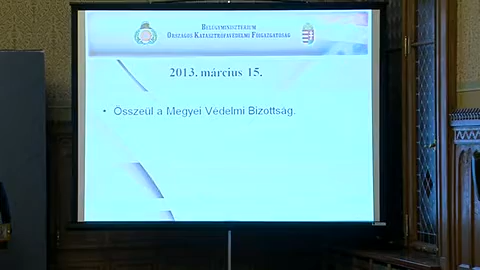 Belügyminisztérium
Országos Katasztrófavédelmi Főigazgatóság
2013. március 15.
• Összeül a Megyei Védelmi Bizottság.